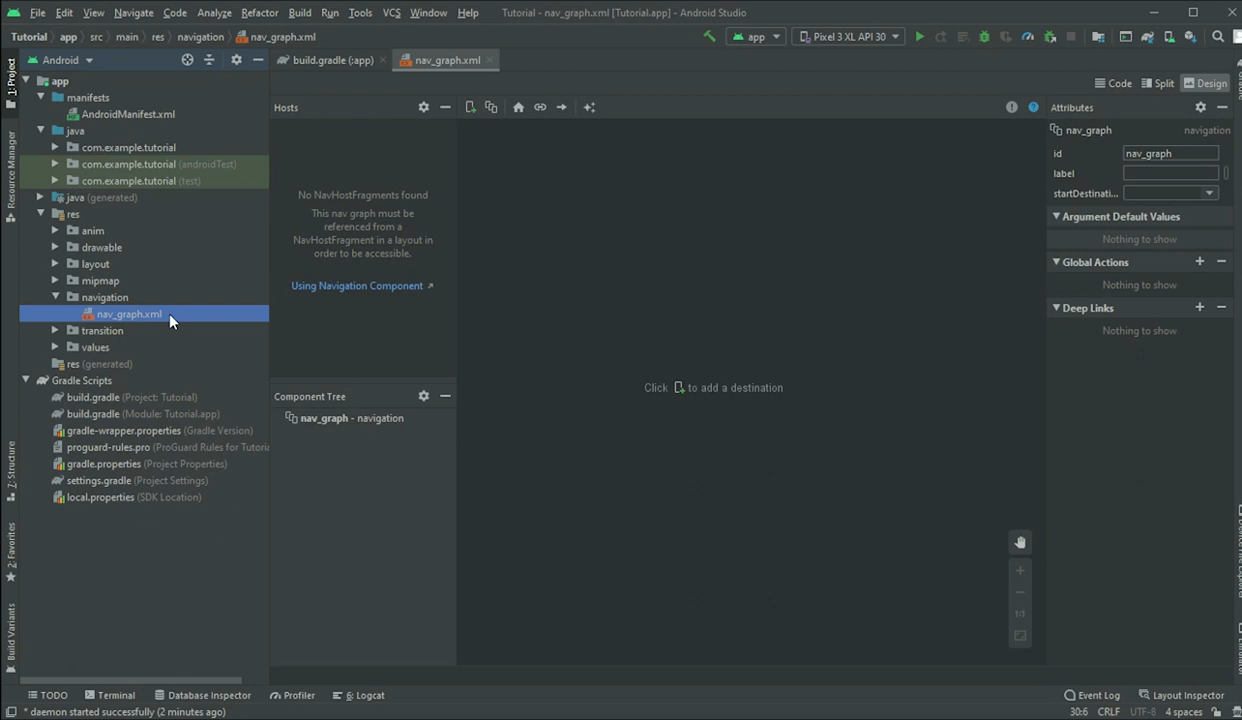 File Edit View Navigate Code Analyze Refactor Build Run Tools VCS Window Help Tutorial - nav_graph.xml [Tutorial.app] - Android Studio
Tutorial app src main res navigation nav_graph.xml app Pixel 3 XL API 30
1: Project
Resource Manager
Z: Structure
2: Favorites
Build Variants
Android
app
manifests
AndroidManifest.xml
java
com.example.tutorial
com.example.tutorial (androidTest)
com.example.tutorial (test)
java (generated)
res
anim
drawable
layout
mipmap
navigation
nav_graph.xml
transition
values
res (generated)
Gradle Scripts
build.gradle (Project: Tutorial)
build.gradle (Module: Tutorial.app)
gradle-wrapper.properties (Gradle Version)
proguard-rules.pro (ProGuard Rules for Tutoria
gradle.properties (Project Properties)
settings.gradle (Project Settings)
local.properties (SDK Location)
build.gradle (:app) nav_graph.xml
Code Split Design
Hosts
No NavHostFragments found
This nav graph must be
referenced from a
NavHostFragment in a layout in
order to be accessible.
Using Navigation Component
Component Tree
nav_graph - navigation
Click to add a destination
1:1
Attributes
nav_graph navigation
id nav_graph
label
startDestinati...
Argument Default Values
Nothing to show
Global Actions
Nothing to show
Deep Links
Nothing to show
TODO Terminal Database Inspector Profiler 6: Logcat Event Log Layout Inspector
* daemon started successfully (2 minutes ago) 30:6 CRLF UTF-8 4 spaces